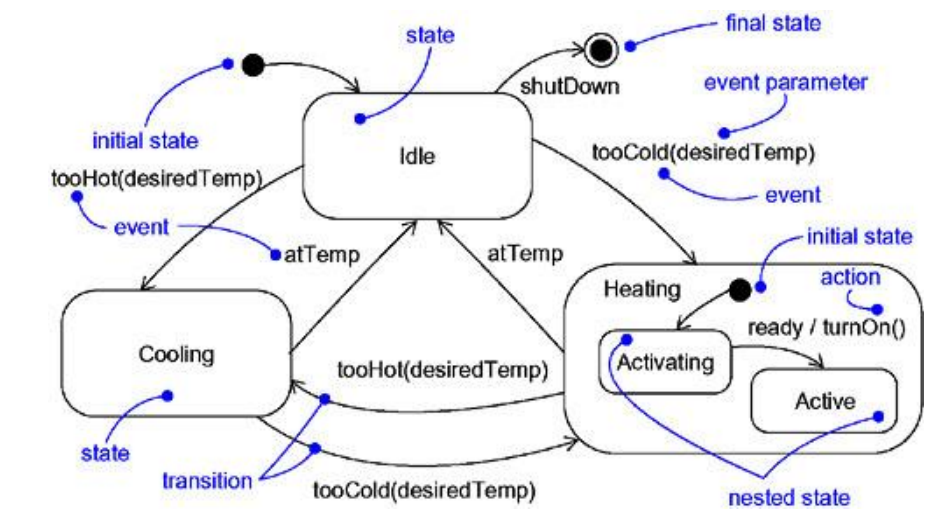 state
final state
shutDown
event parameter
initial state
Idle
tooCold(desiredTemp)
tooHot(desiredTemp)
event
event
atTemp
atTemp
initial state
Heating
action
ready / turnOn()
Cooling
Activating
tooHot(desiredTemp)
Active
state
transition
tooCold(desiredTemp)
nested state